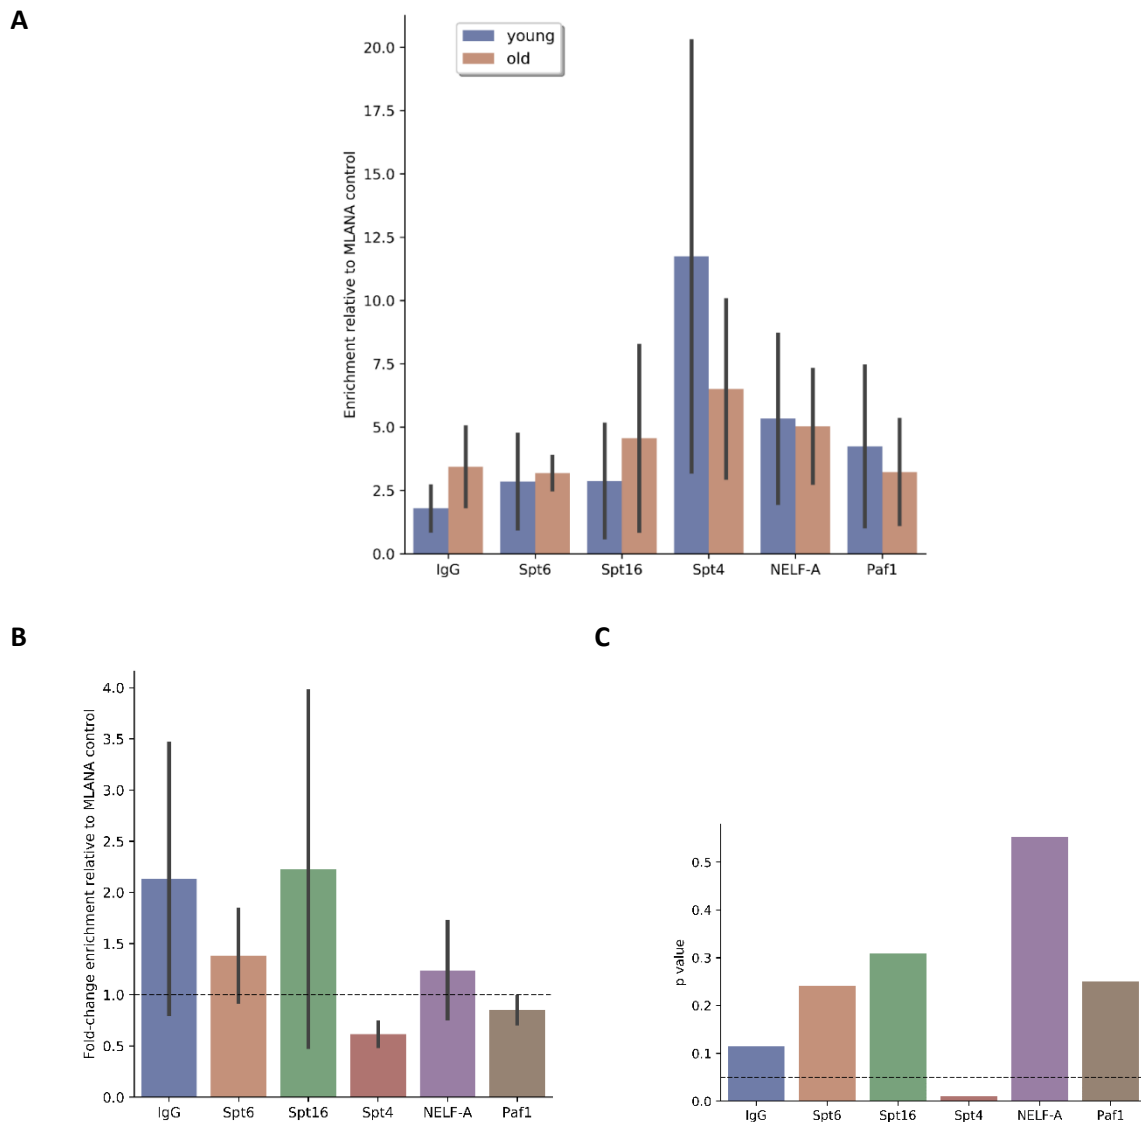 A
young
old
Enrichment relative to MLANA control
20.0
17.5
15.0
12.5
10.0
7.5
5.0
2.5
0.0
IgG Spt6 Spt16 Spt4 NELF-A Paf1
B
Fold-change enrichment relative to MLANA control
4.0
3.5
3.0
2.5
2.0
1.5
1.0
0.5
0.0
IgG Spt6 Spt16 Spt4 NELF-A Paf1
C
p value
0.5
0.4
0.3
0.2
0.1
0.0
IgG Spt6 Spt16 Spt4 NELF-A Paf1